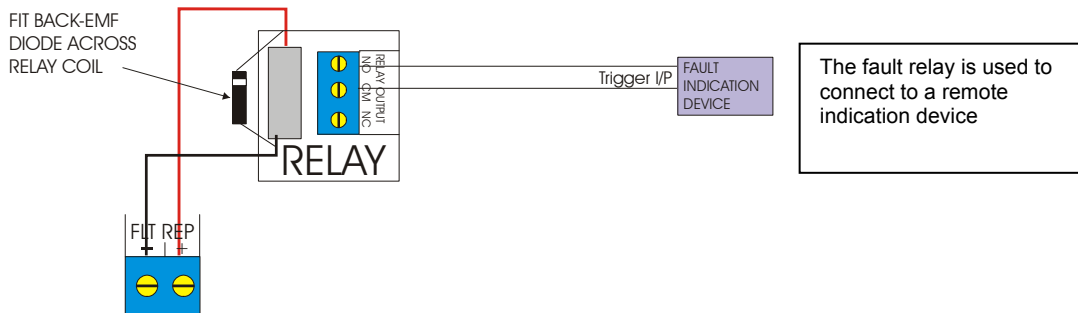 FIT BACK-EMF
DIODE ACROSS
RELAY COIL
RELAY OUTPUT
NO CM NC
RELAY
Trigger I/P
FAULT
INDICATION
DEVICE
The fault relay is used to
connect to a remote
indication device
FLT REP
- +